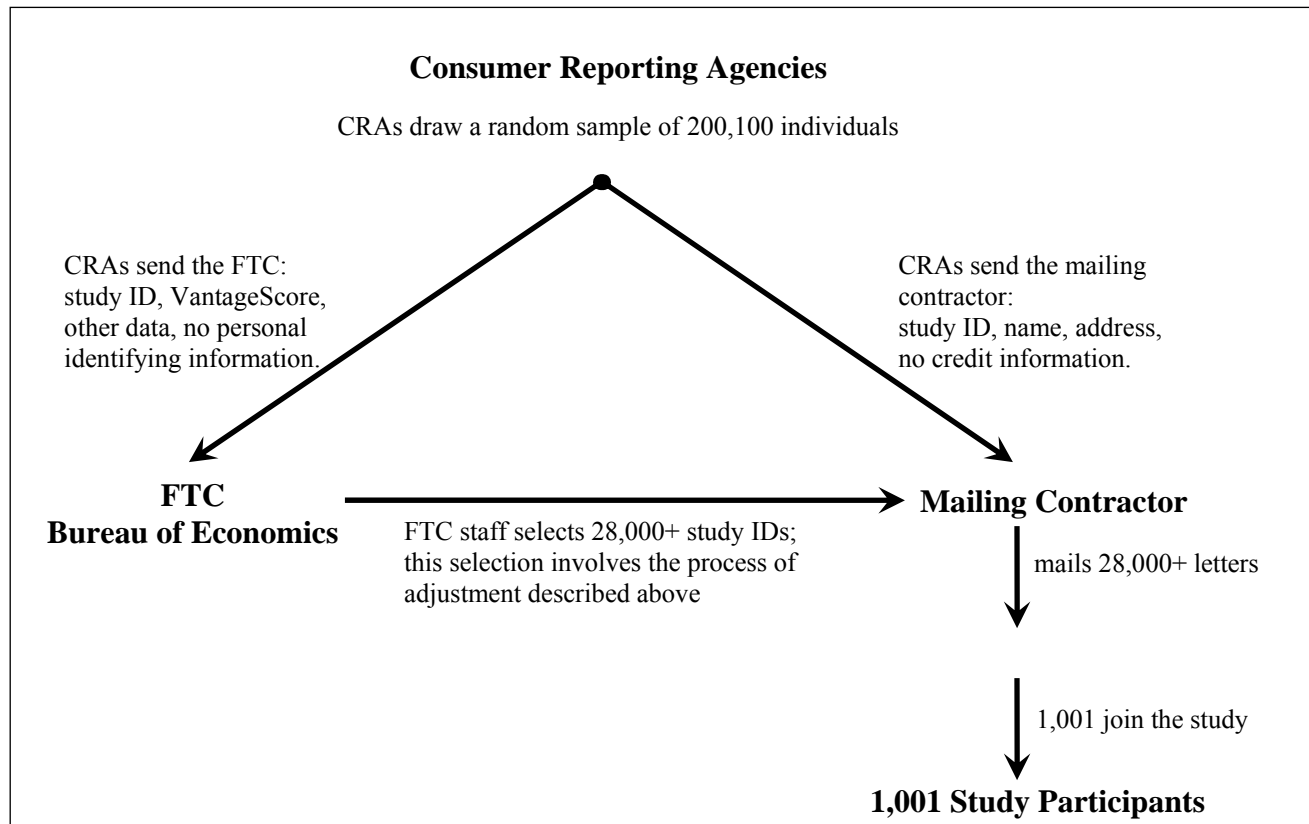 Consumer Reporting Agencies
CRAs draw a random sample of 200,100 individuals
CRAs send the FTC:
study ID, VantageScore,
other data, no personal
identifying information.
CRAs send the mailing
contractor:
study ID, name, address,
no credit information.
FTC
Bureau of Economics
FTC staff selects 28,000+ study IDs;
this selection involves the process of
adjustment described above
Mailing Contractor
mails 28,000+ letters
1,001 join the study
1,001 Study Participants